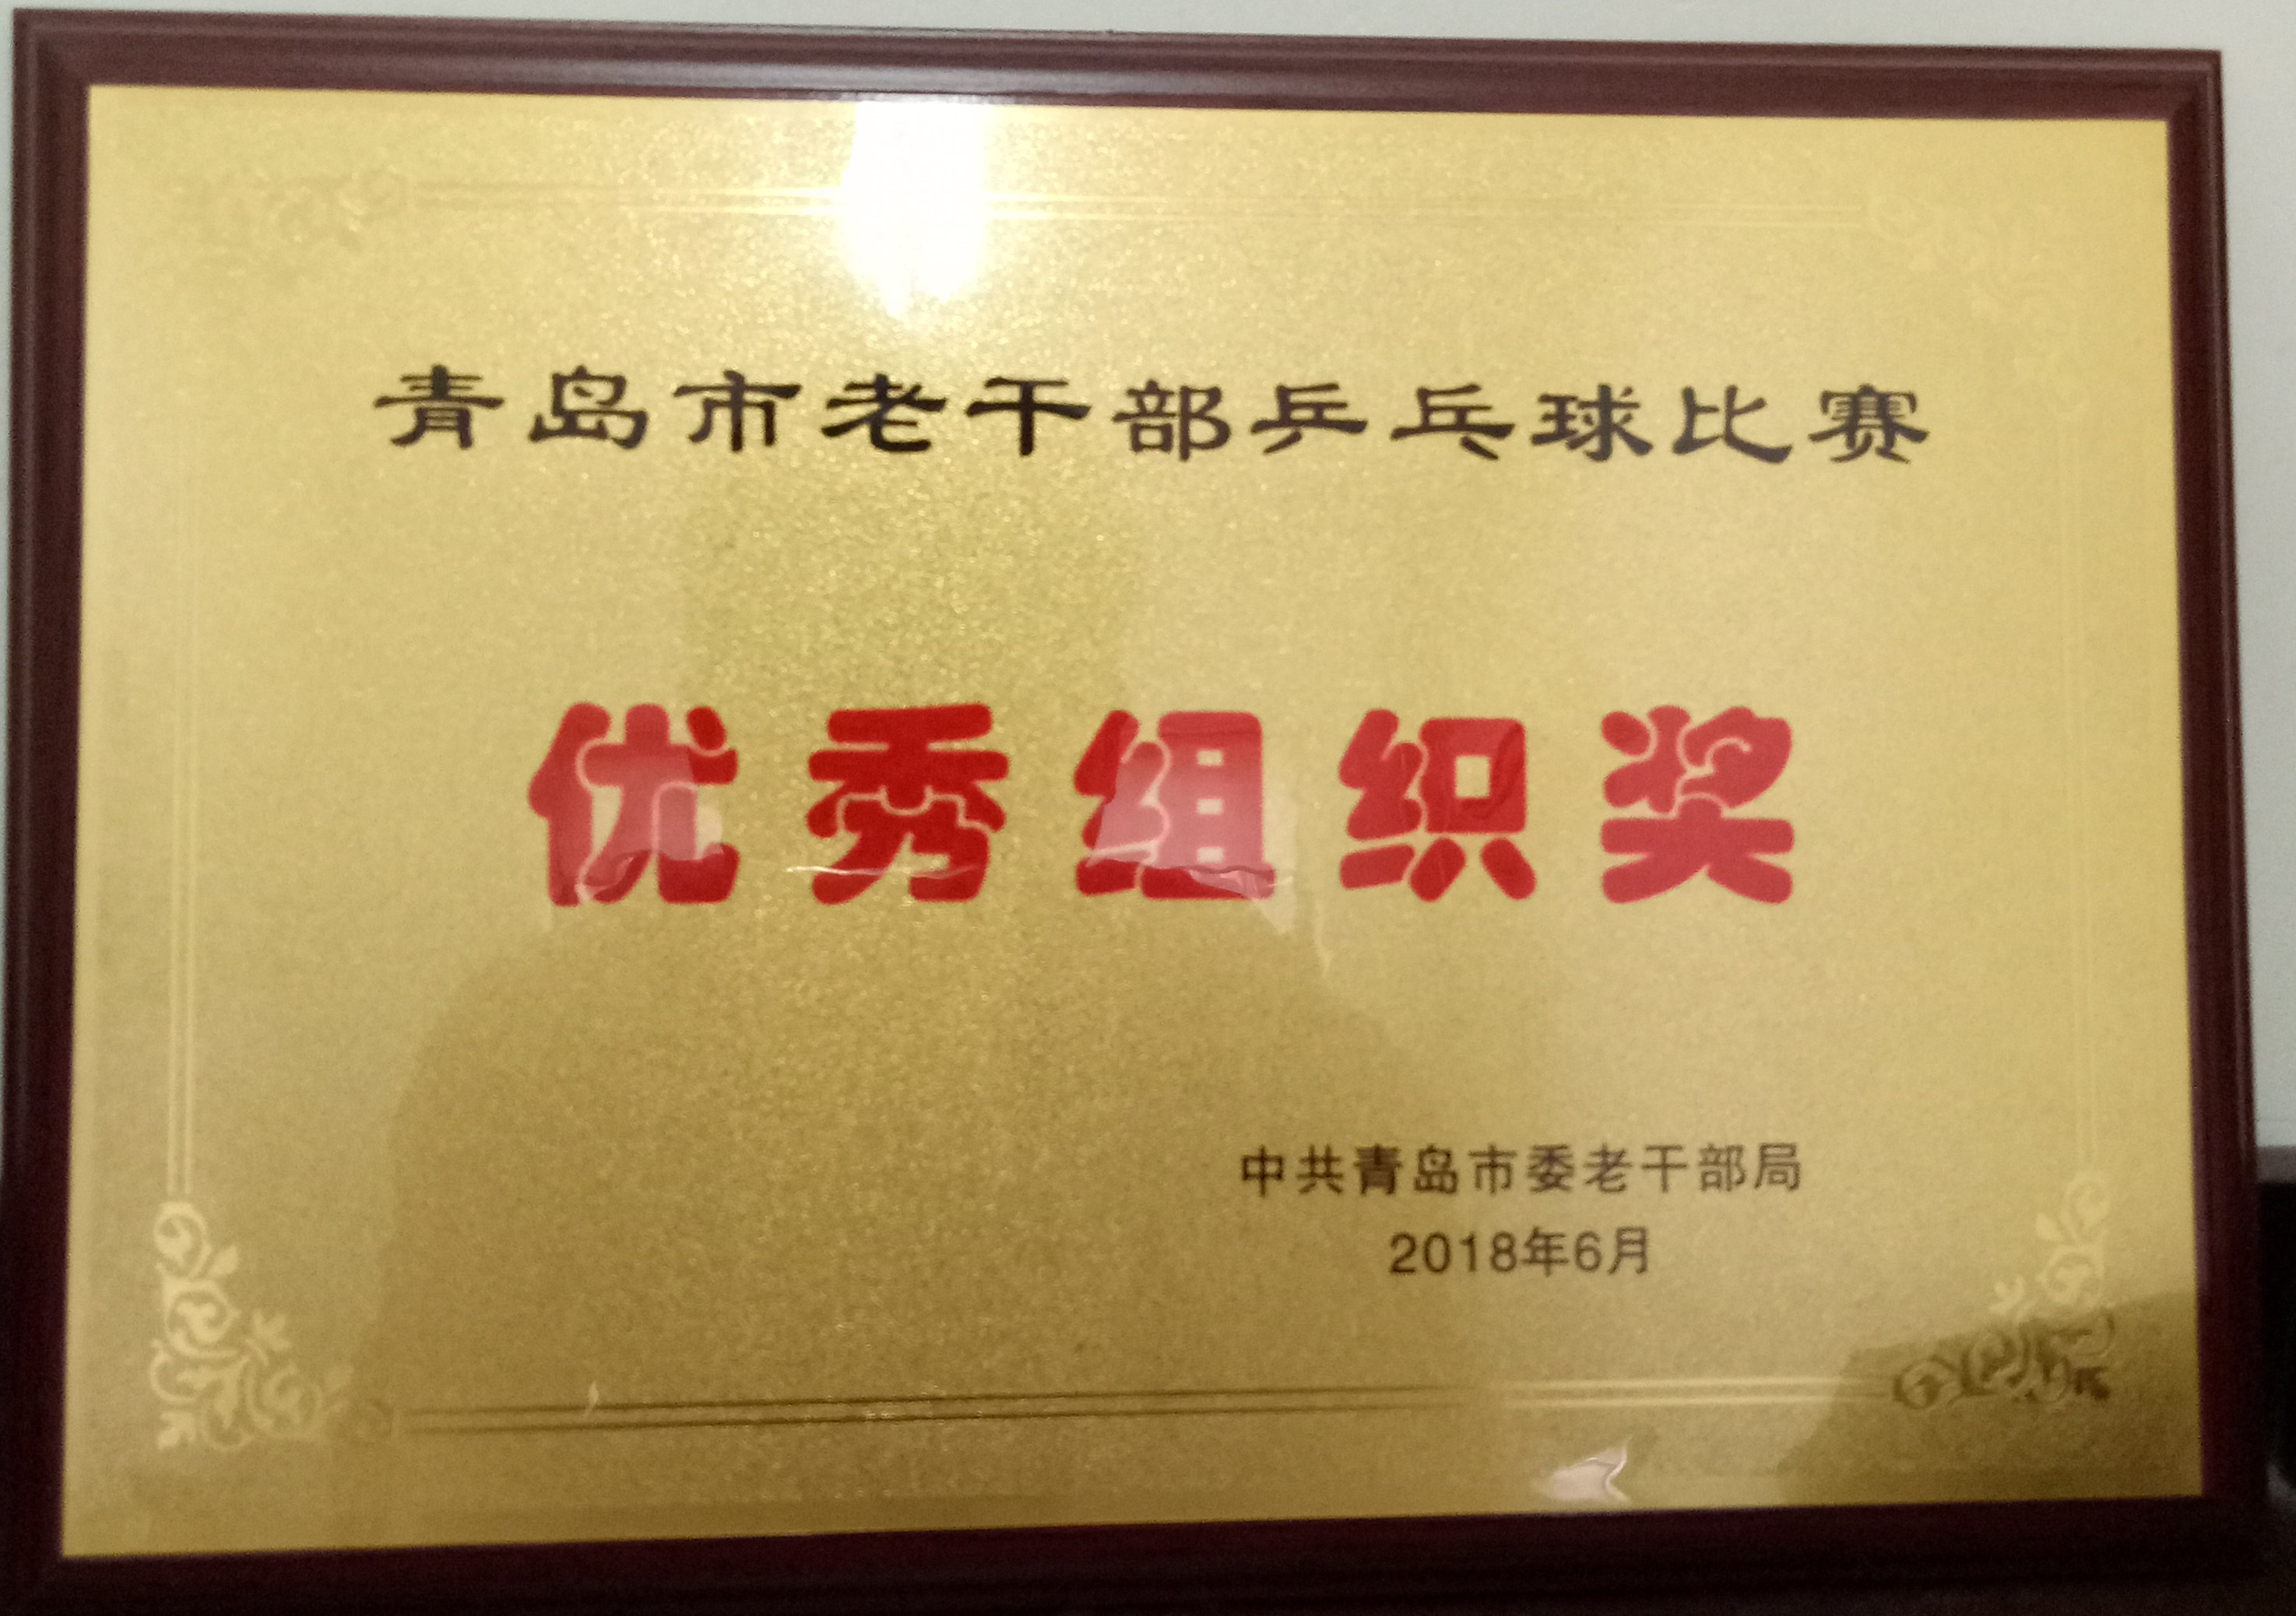 青岛市老干部乒乓球比赛
优秀组织奖
中共青岛市委老干部局
2018年6月